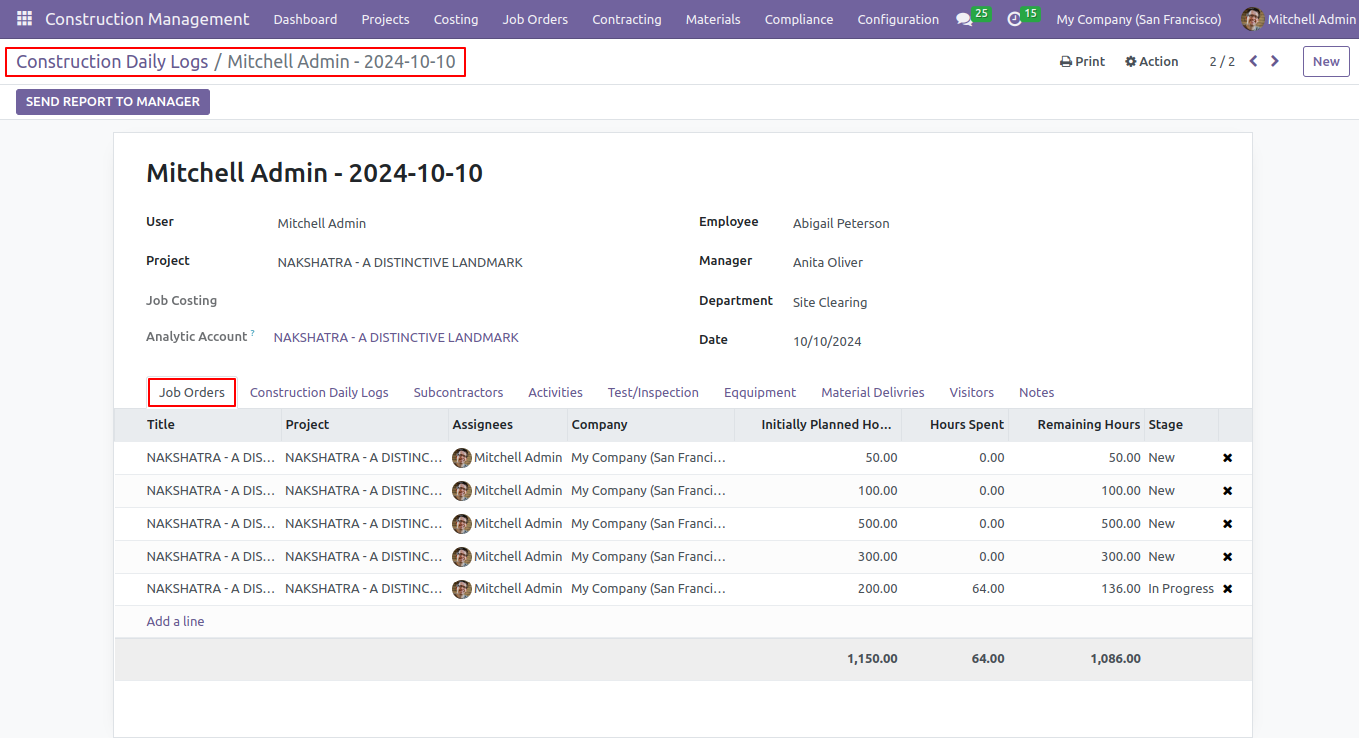 Construction Management Dashboard Projects Costing Job Orders Contracting Materials Compliance Configuration 25 15 My Company (San Francisco) Mitchell Admin
Construction Daily Logs / Mitchell Admin - 2024-10-10 Print Action 2 / 2 New
SEND REPORT TO MANAGER
Mitchell Admin - 2024-10-10
User Mitchell Admin Employee Abigail Peterson
Project NAKSHATRA - A DISTINCTIVE LANDMARK Manager Anita Oliver
Job Costing Department Site Clearing
Analytic Account ? NAKSHATRA - A DISTINCTIVE LANDMARK Date 10/10/2024
Job Orders Construction Daily Logs Subcontractors Activities Test/Inspection Eqquipment Material Delivries Visitors Notes
Title Project Assignees Company Initially Planned Ho... Hours Spent Remaining Hours Stage
NAKSHATRA - A DIS... NAKSHATRA - A DISTINC... Mitchell Admin My Company (San Franci... 50.00 0.00 50.00 New
NAKSHATRA - A DIS... NAKSHATRA - A DISTINC... Mitchell Admin My Company (San Franci... 100.00 0.00 100.00 New
NAKSHATRA - A DIS... NAKSHATRA - A DISTINC... Mitchell Admin My Company (San Franci... 500.00 0.00 500.00 New
NAKSHATRA - A DIS... NAKSHATRA - A DISTINC... Mitchell Admin My Company (San Franci... 300.00 0.00 300.00 New
NAKSHATRA - A DIS... NAKSHATRA - A DISTINC... Mitchell Admin My Company (San Franci... 200.00 64.00 136.00 In Progress
Add a line
1,150.00 64.00 1,086.00